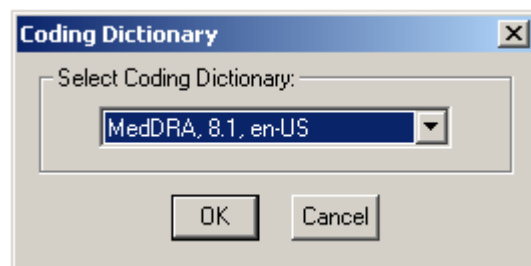 Coding Dictionary
Select Coding Dictionary:
MedDRA, 8.1, en-US
OK Cancel